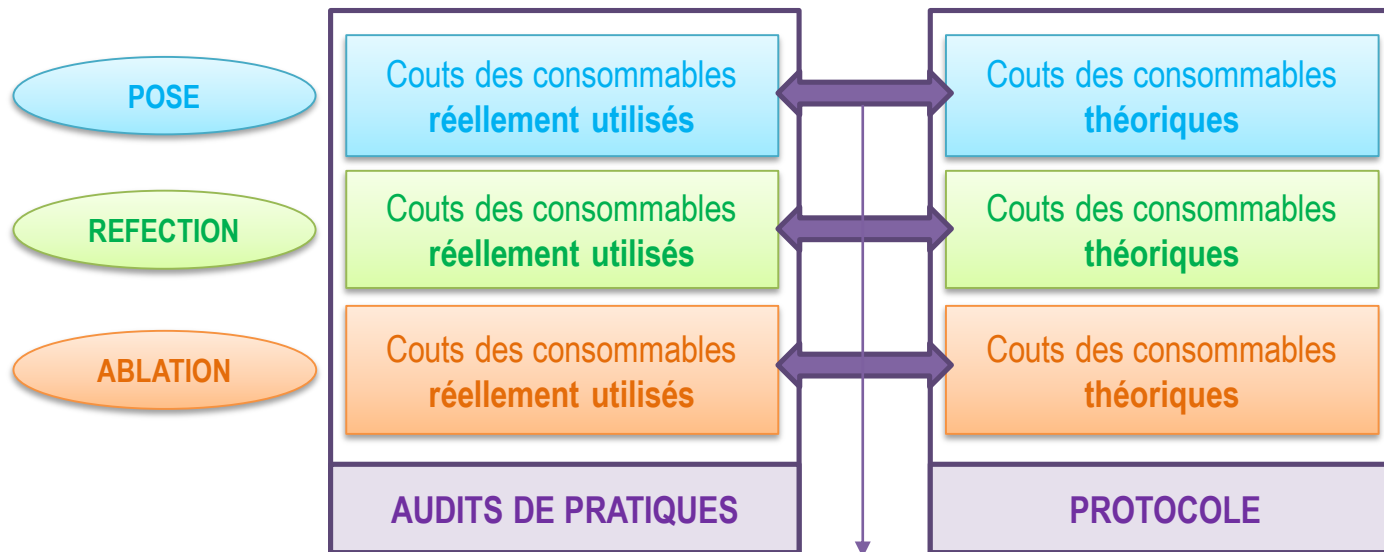 POSE
Couts des consommables
réellement utilisés
Couts des consommables
théoriques
REFECTION
Couts des consommables
réellement utilisés
Couts des consommables
théoriques
ABLATION
Couts des consommables
réellement utilisés
Couts des consommables
théoriques
AUDITS DE PRATIQUES
PROTOCOLE